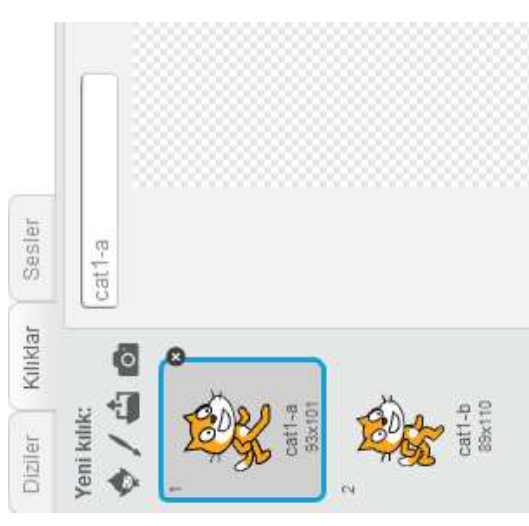 Diziler Kılıklar Sesler
Yeni kılık:
cat1-a
1
cat1-a
93x101
2
cat1-b
89x110